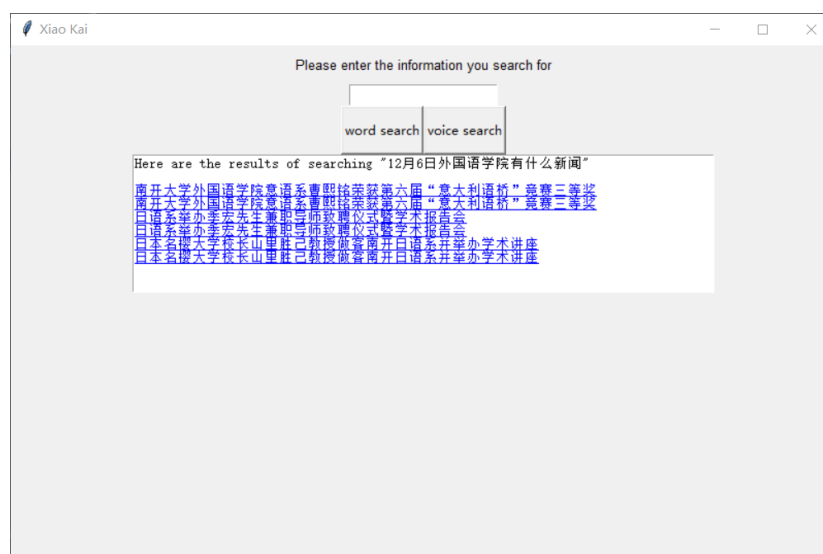 Xiao Kai
Please enter the information you search for
word search voice search
Here are the results of searching "12月6日外国语学院有什么新闻"
南开大学外国语学院意语系曹熙铭荣获第六届“意大利语桥”竟赛三等奖
南开大学外国语学院意语系曹熙铭荣获第六届“意大利语桥”竟赛三等奖
日语系举办李宏先生兼职导师致聘仪式暨学术报告会
日语系举办李宏先生兼职导师致聘仪式暨学术报告会
日本名樱大学校长山里胜己教授做客南开日语系并举办学术讲座
日本名樱大学校长山里胜己教授做客南开日语系并举办学术讲座